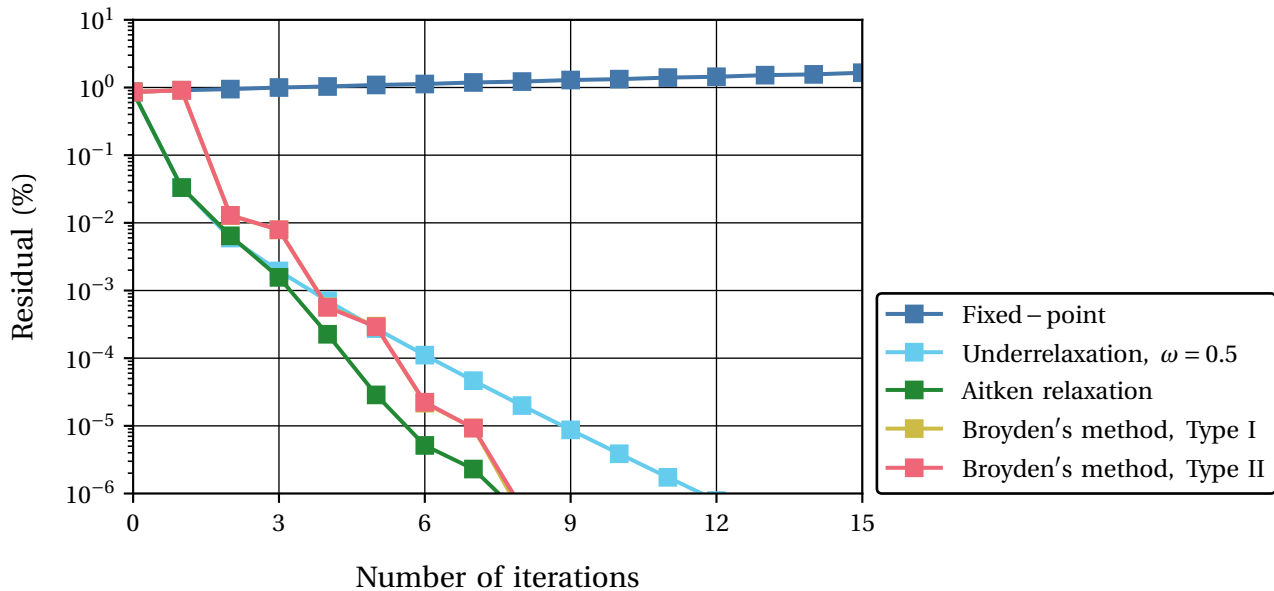 10^1
10^0
10^−1
10^−2
10^−3
10^−4
10^−5
10^−6
Residual (%)
0 3 6 9 12 15
Number of iterations
Fixed − point
Underrelaxation, ω = 0.5
Aitken relaxation
Broyden′s method, Type I
Broyden′s method, Type II